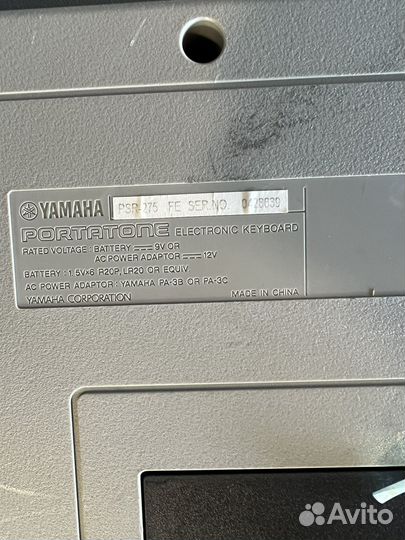 YAMAHA PSR-275 FE SER.NO. 0428630
PORTATONE ELECTRONIC KEYBOARD
RATED VOLTAGE : BATTERY ⎓ 9V OR
AC POWER ADAPTOR ⎓ 12V
BATTERY : 1.5V×6 R20P, LR20 OR EQUIV
AC POWER ADAPTOR : YAMAHA PA-3B OR PA-3C
YAMAHA CORPORATION MADE IN CHINA
Avito